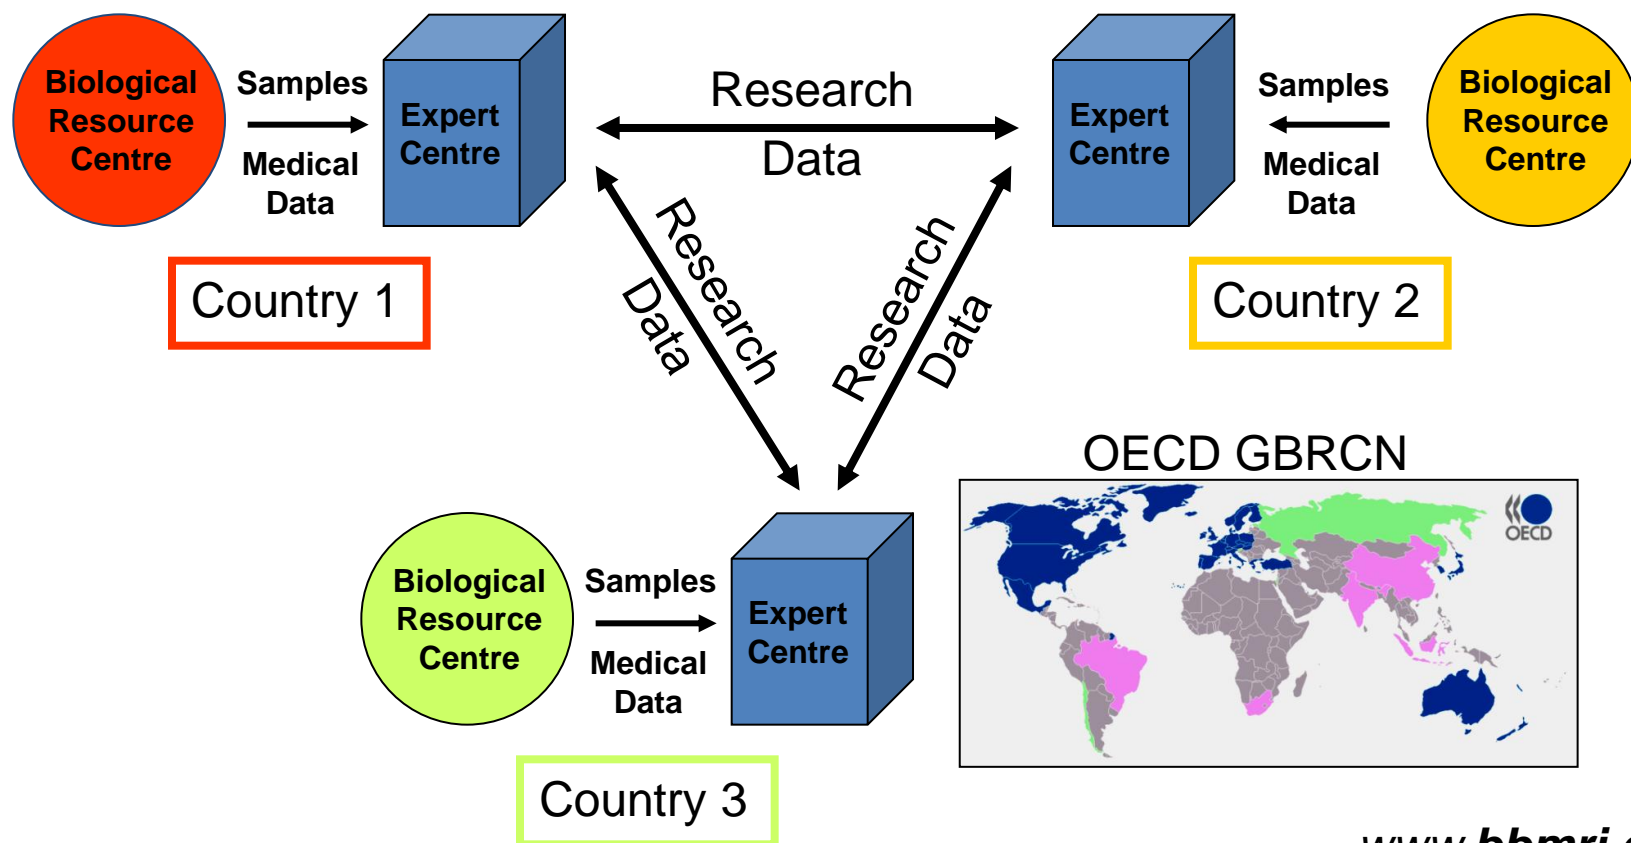 Biological
Resource
Centre
Samples
Medical
Data
Expert
Centre
Country 1
Research
Data
Expert
Centre
Samples
Medical
Data
Biological
Resource
Centre
Country 2
Research
Data
Research
Data
Biological
Resource
Centre
Samples
Medical
Data
Expert
Centre
Country 3
OECD GBRCN
OECD